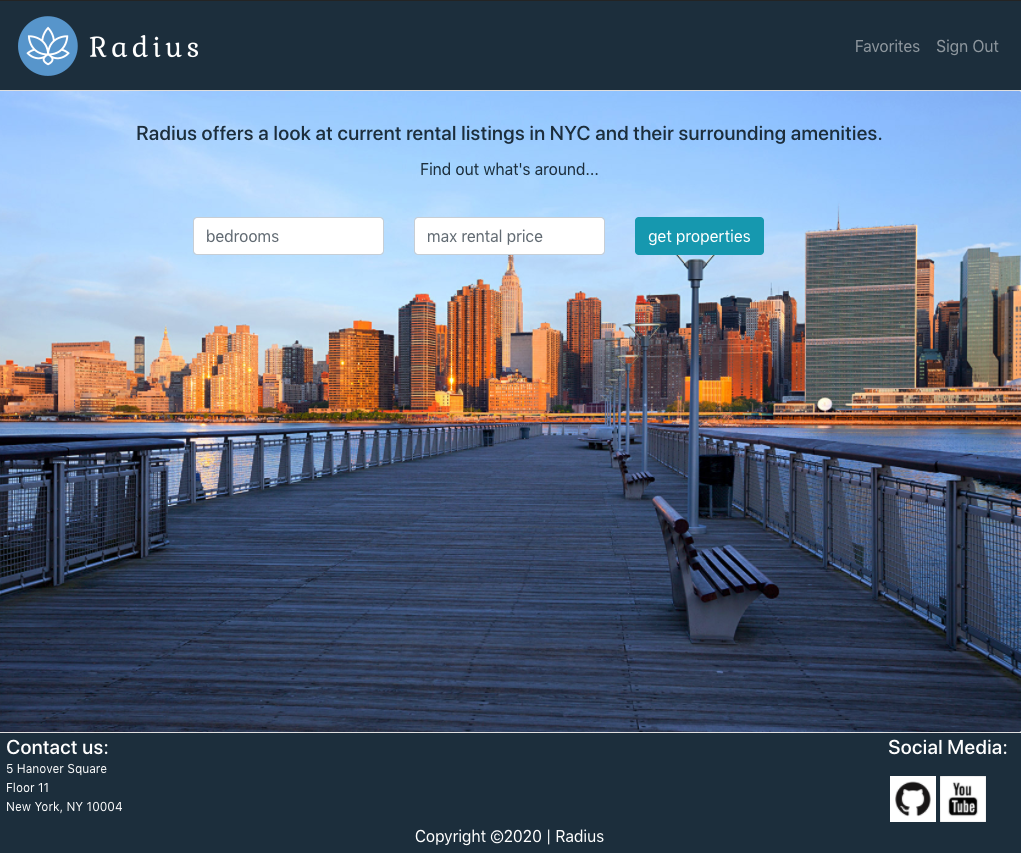 Radius
Favorites Sign Out
Radius offers a look at current rental listings in NYC and their surrounding amenities.
Find out what's around...
bedrooms max rental price get properties
Contact us: Social Media:
5 Hanover Square
Floor 11
New York, NY 10004
You
Tube
Copyright ©2020 | Radius